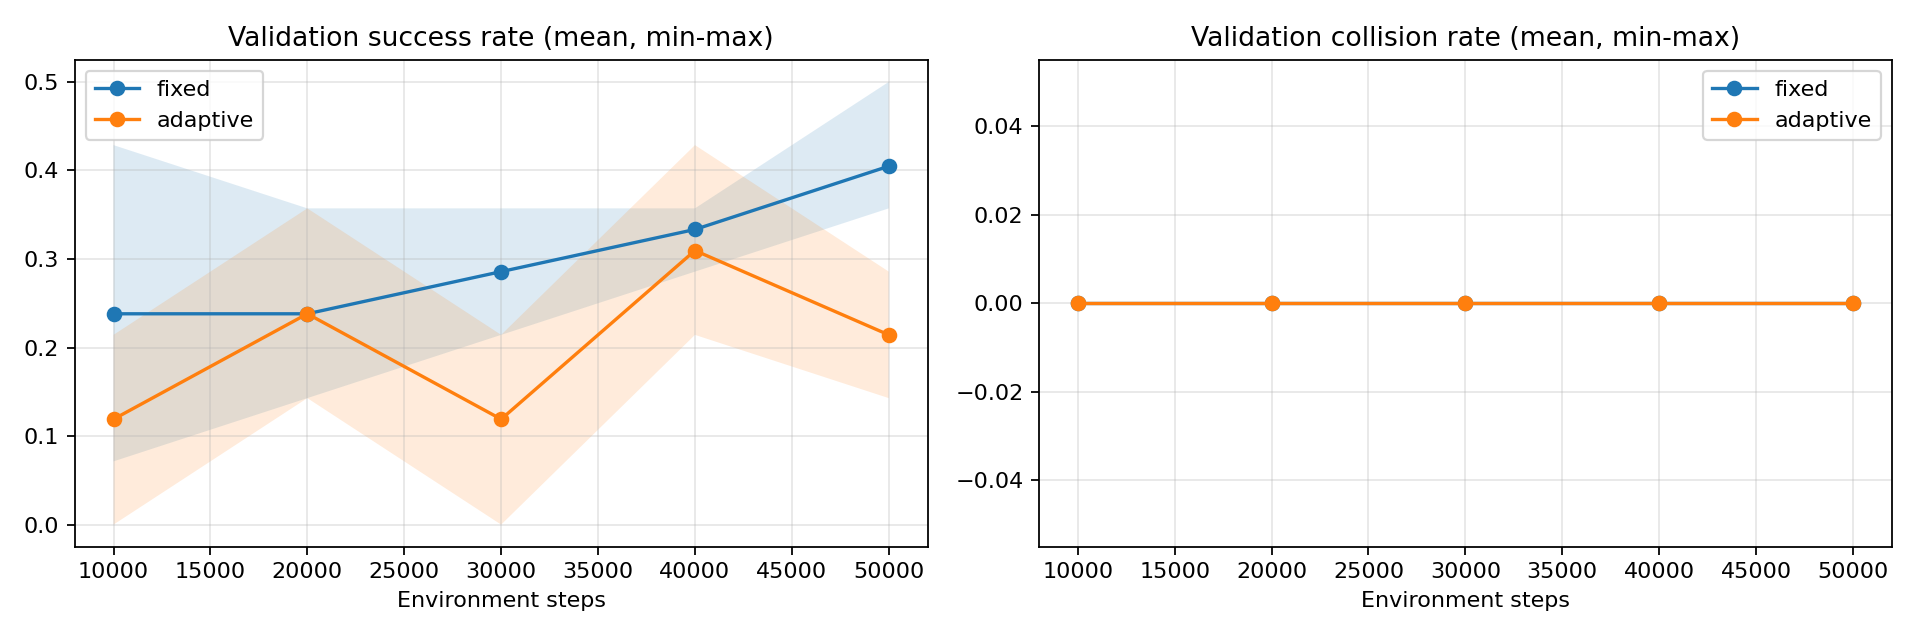 Validation success rate (mean, min-max)
fixed
adaptive
0.5
0.4
0.3
0.2
0.1
0.0
10000 15000 20000 25000 30000 35000 40000 45000 50000
Environment steps
Validation collision rate (mean, min-max)
fixed
adaptive
0.04
0.02
0.00
−0.02
−0.04
10000 15000 20000 25000 30000 35000 40000 45000 50000
Environment steps